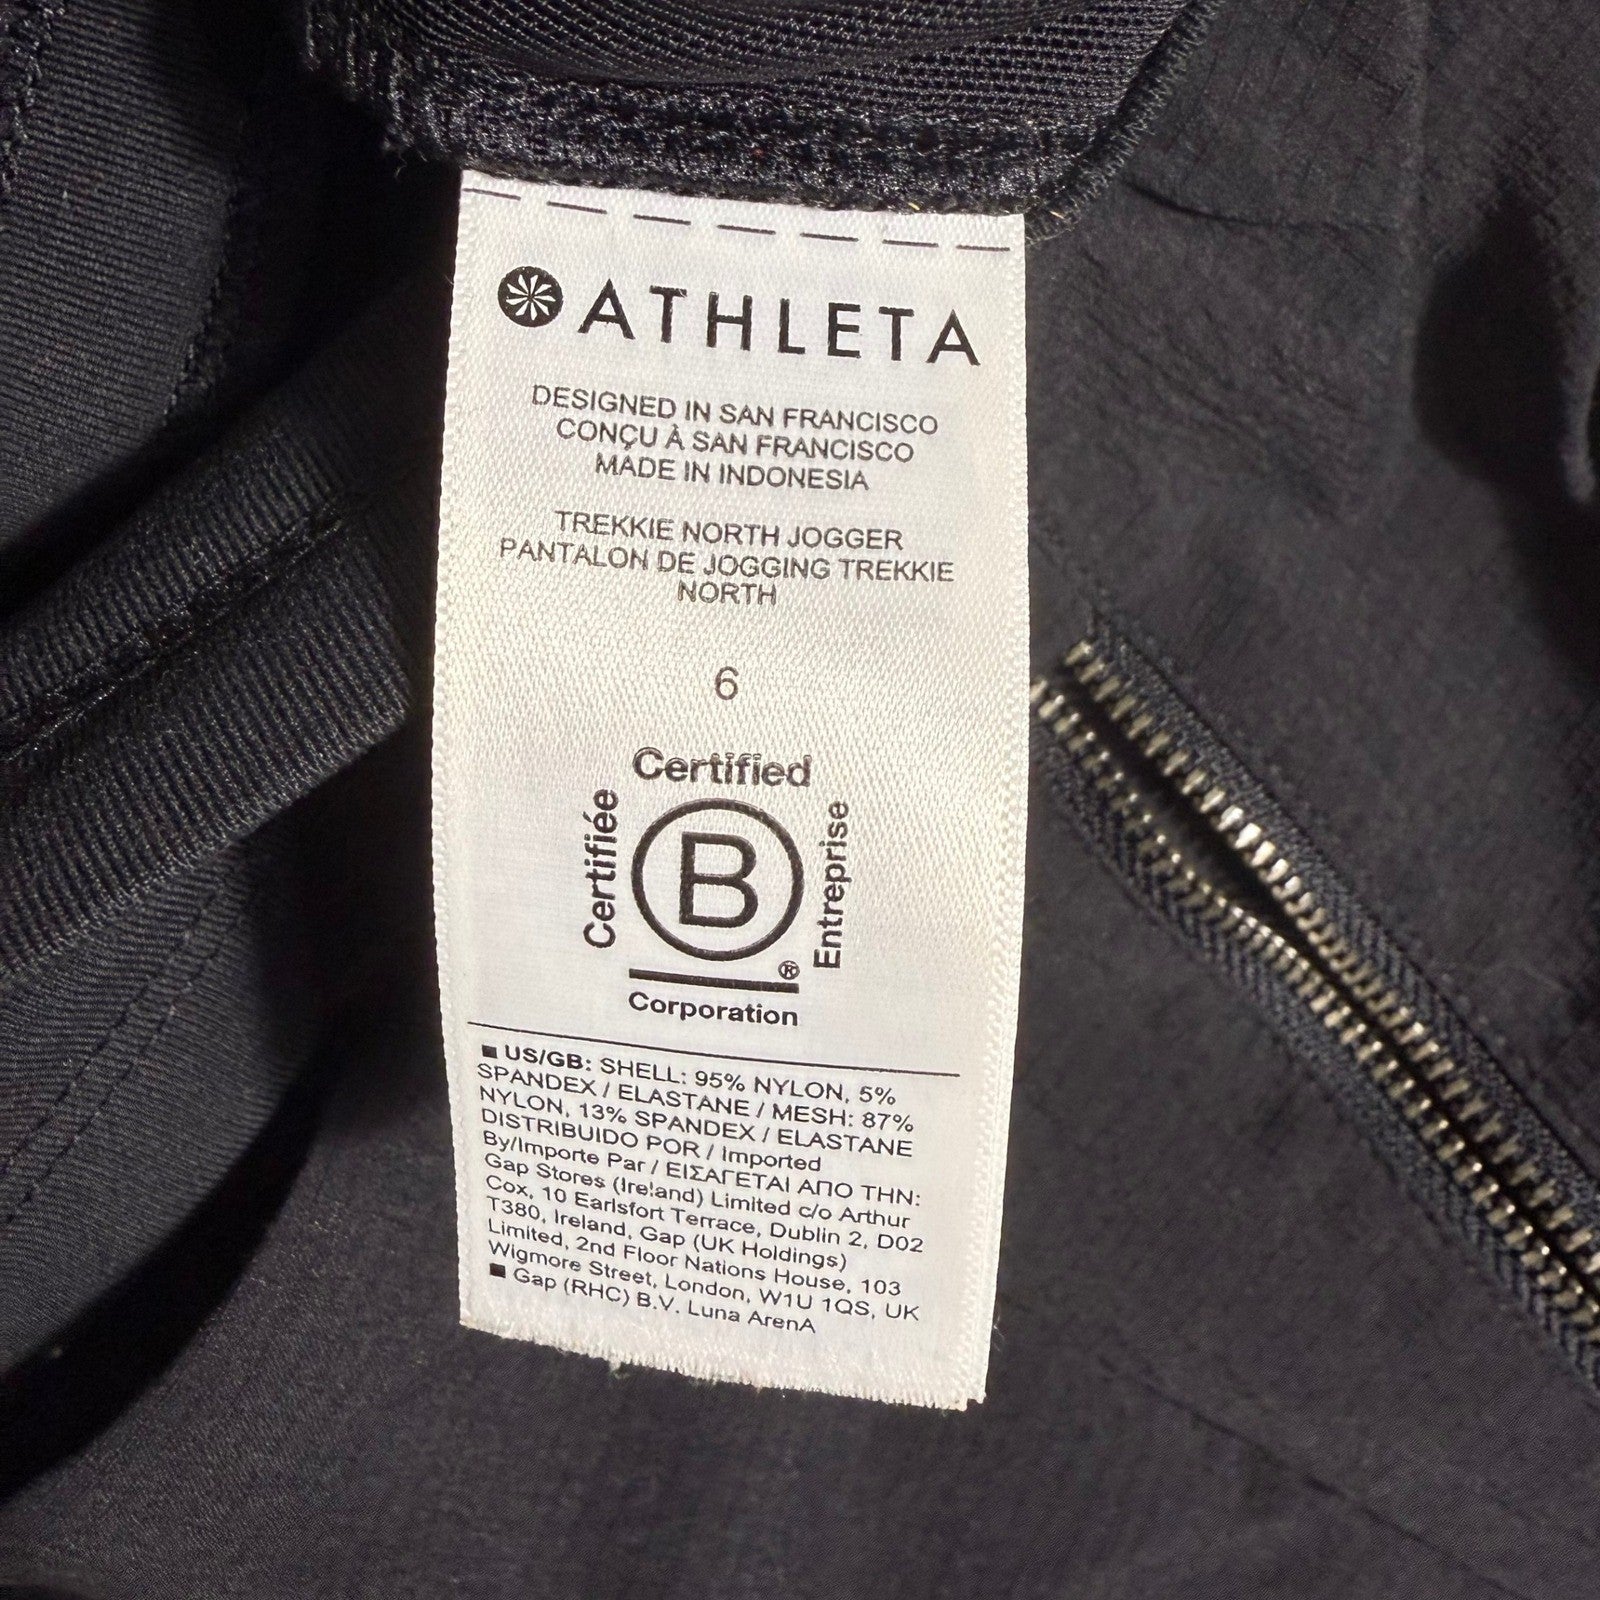 ATHLETA
DESIGNED IN SAN FRANCISCO
CONÇU À SAN FRANCISCO
MADE IN INDONESIA
TREKKIE NORTH JOGGER
PANTALON DE JOGGING TREKKIE
NORTH
6
Certified
Certifiée
B
Entreprise
®
Corporation
■ US/GB: SHELL: 95% NYLON, 5%
SPANDEX / ELASTANE / MESH: 87%
NYLON, 13% SPANDEX / ELASTANE
DISTRIBUIDO POR / Imported
By/Importe Par / ΕΙΣΑΓΕΤΑΙ ΑΠΟ ΤΗΝ:
Gap Stores (Ireland) Limited c/o Arthur
Cox, 10 Earlsfort Terrace, Dublin 2, D02
T380, Ireland, Gap (UK Holdings)
Limited, 2nd Floor Nations House, 103
Wigmore Street, London, W1U 1QS, UK
■ Gap (RHC) B.V. Luna ArenA